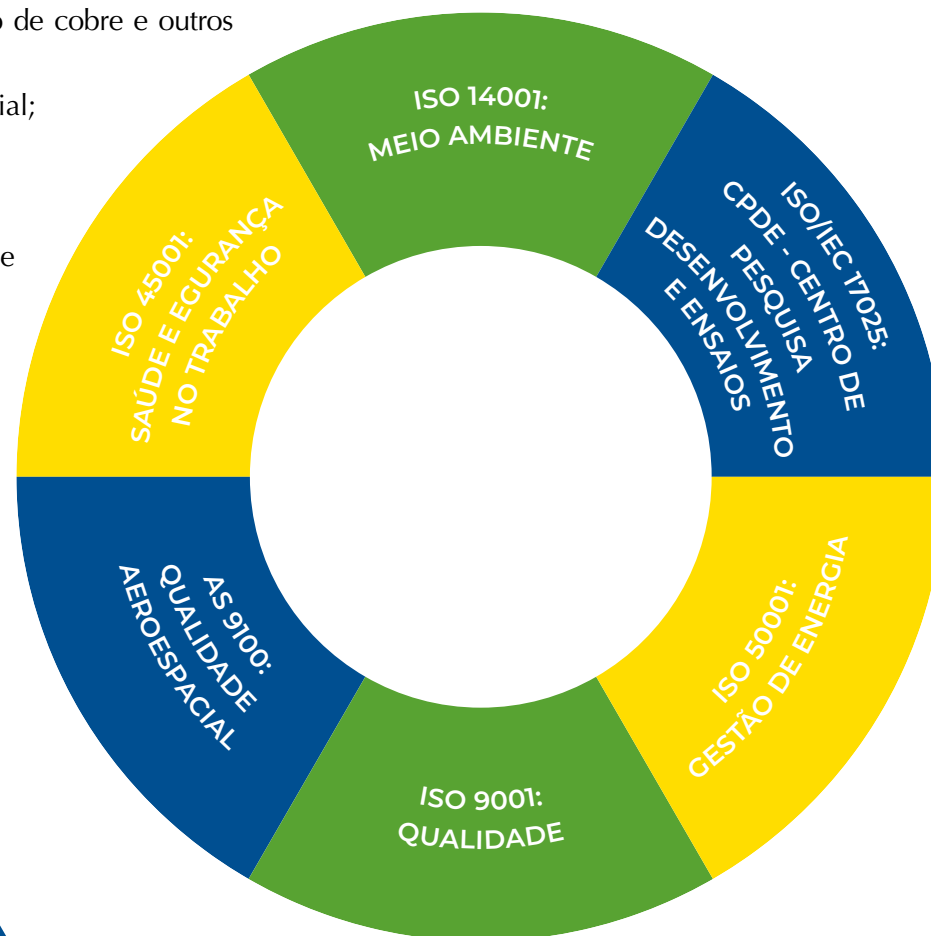 o de cobre e outros
ial;
e
ISO 14001:
MEIO AMBIENTE
ISO/IEC 17025:
CPDE - CENTRO DE
PESQUISA
DESENVOLVIMENTO
E ENSAIOS
ISO 50001:
GESTÃO DE ENERGIA
ISO 9001:
QUALIDADE
AS 9100:
QUALIDADE
AEROESPACIAL
ISO 45001:
SAÚDE E EGURANÇA
NO TRABALHO